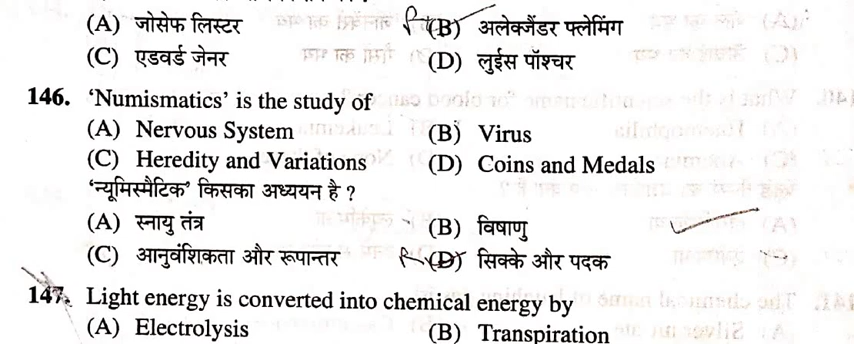 (A) जोसेफ लिस्टर (B) अलेक्जैंडर फ्लेमिंग
(C) एडवर्ड जेनर (D) लुईस पॉश्चर
146. ‘Numismatics’ is the study of
(A) Nervous System (B) Virus
(C) Heredity and Variations (D) Coins and Medals
‘न्यूमिस्मैटिक’ किसका अध्ययन है ?
(A) स्नायु तंत्र (B) विषाणु
(C) आनुवंशिकता और रूपान्तर (D) सिक्के और पदक
147. Light energy is converted into chemical energy by
(A) Electrolysis (B) Transpiration